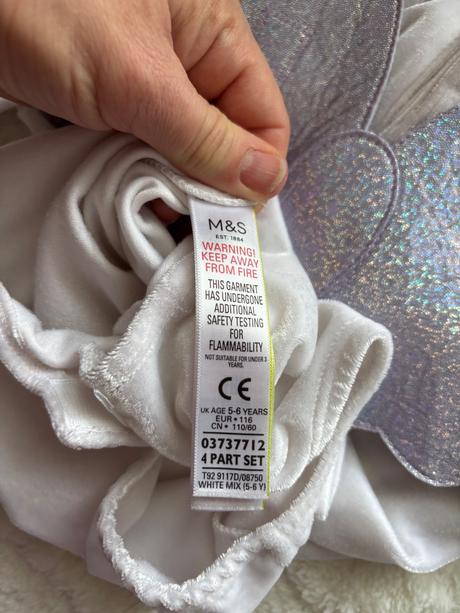 M&S
EST. 1884
WARNING!
KEEP AWAY
FROM FIRE
THIS GARMENT
HAS UNDERGONE
ADDITIONAL
SAFETY TESTING
FOR
FLAMMABILITY
NOT SUITABLE FOR UNDER 3
YEARS.
CE
UK AGE 5-6 YEARS
EUR • 116
CN • 110/60
03737712
4 PART SET
T92 9117D/08750
WHITE MIX (5-6 Y)